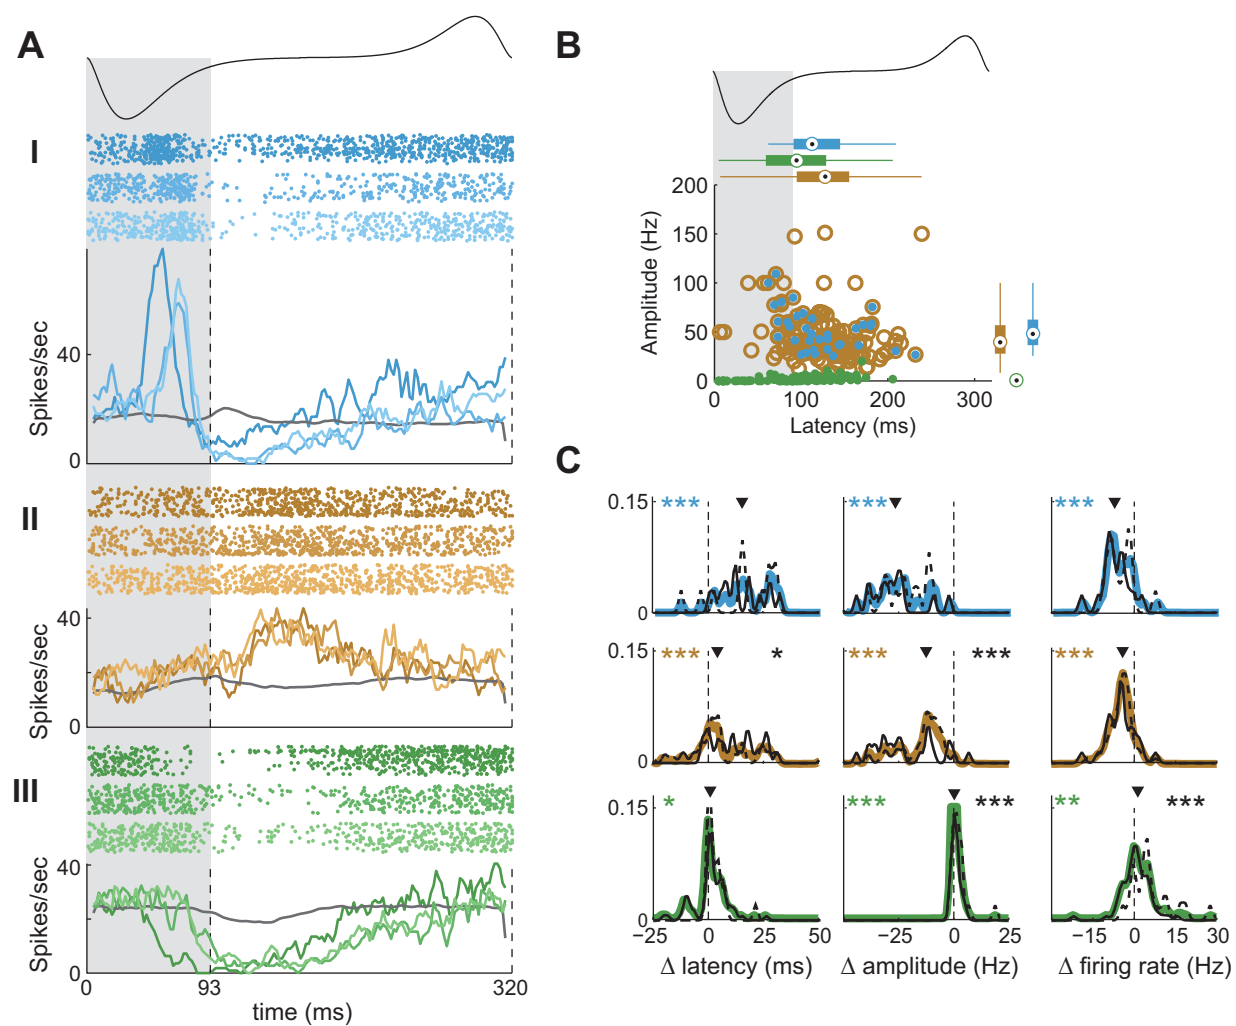 A
I
Spikes/sec
40
0
II
Spikes/sec
40
0
III
Spikes/sec
40
0
0 93 320
time (ms)
B
Amplitude (Hz)
200
150
100
50
0
0 100 200 300
Latency (ms)
C
0.15 *** *** ***
0
0.15 *** * *** *** ***
0
0.15 * *** *** ** ***
0
−25 0 25 50 −25 0 25 −15 0 15 30
Δ latency (ms) Δ amplitude (Hz) Δ firing rate (Hz)